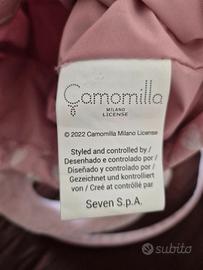 Camomilla
MILANO
LICENSE
© 2022 Camomilla Milano License
Styled and controlled by /
Desenhado e controlado por /
Diseñado y controlado por /
Gezeichnet und kontrolliert
von / Creé at contrôlé par
Seven S.p.A.
subito